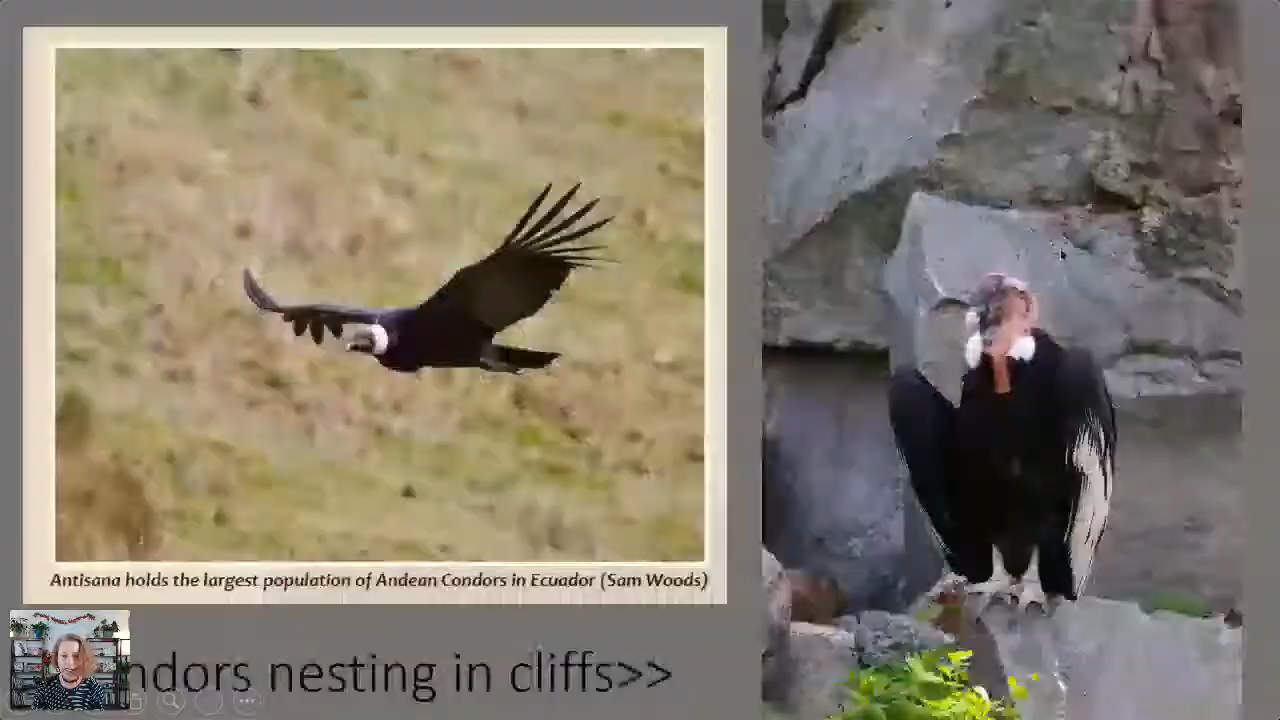 Antisana holds the largest population of Andean Condors in Ecuador (Sam Woods)
ndors nesting in cliffs>>